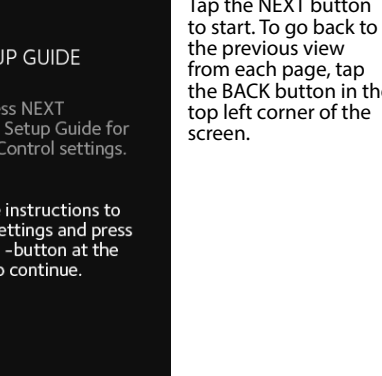 UP GUIDE
ess NEXT
Setup Guide for
Control settings.
instructions to
ettings and press
-button at the
o continue.
Tap the NEXT button
to start. To go back to
the previous view
from each page, tap
the BACK button in the
top left corner of the
screen.